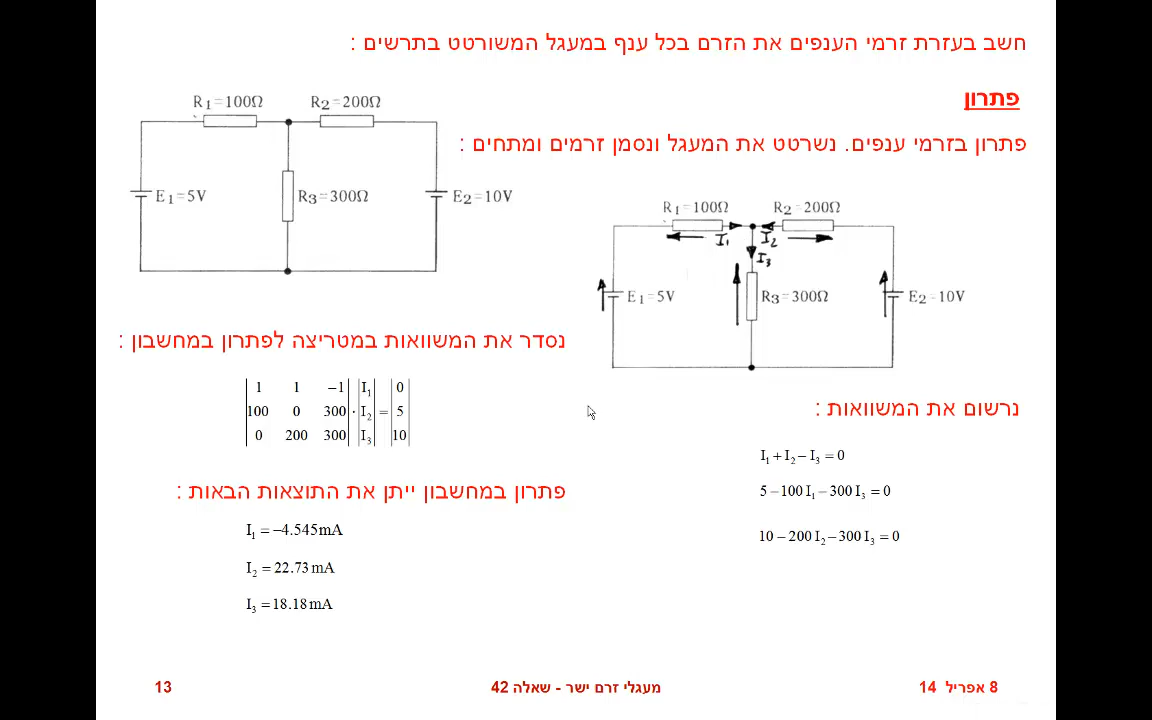 חשב בעזרת זרמי הענפים את הזרם בכל ענף במעגל המשורטט בתרשים :
R1=100Ω R2=200Ω
E1=5V R3=300Ω E2=10V
פתרון
פתרון בזרמי ענפים. נשרטט את המעגל ונסמן זרמים ומתחים :
R1=100Ω R2=200Ω
I1 I2
I3
E1=5V R3=300Ω E2=10V
נרשום את המשוואות :
I₁ + I₂ − I₃ = 0
5 − 100 I₁ − 300 I₃ = 0
10 − 200 I₂ − 300 I₃ = 0
נסדר את המשוואות במטריצה לפתרון במחשבון :
|1 1 −1| |I₁| |0|
|100 0 300| · |I₂| = |5|
|0 200 300| |I₃| |10|
פתרון במחשבון ייתן את התוצאות הבאות :
I₁ = −4.545mA
I₂ = 22.73 mA
I₃ = 18.18 mA
8 אפריל 14
מעגלי זרם ישר - שאלה 42
13